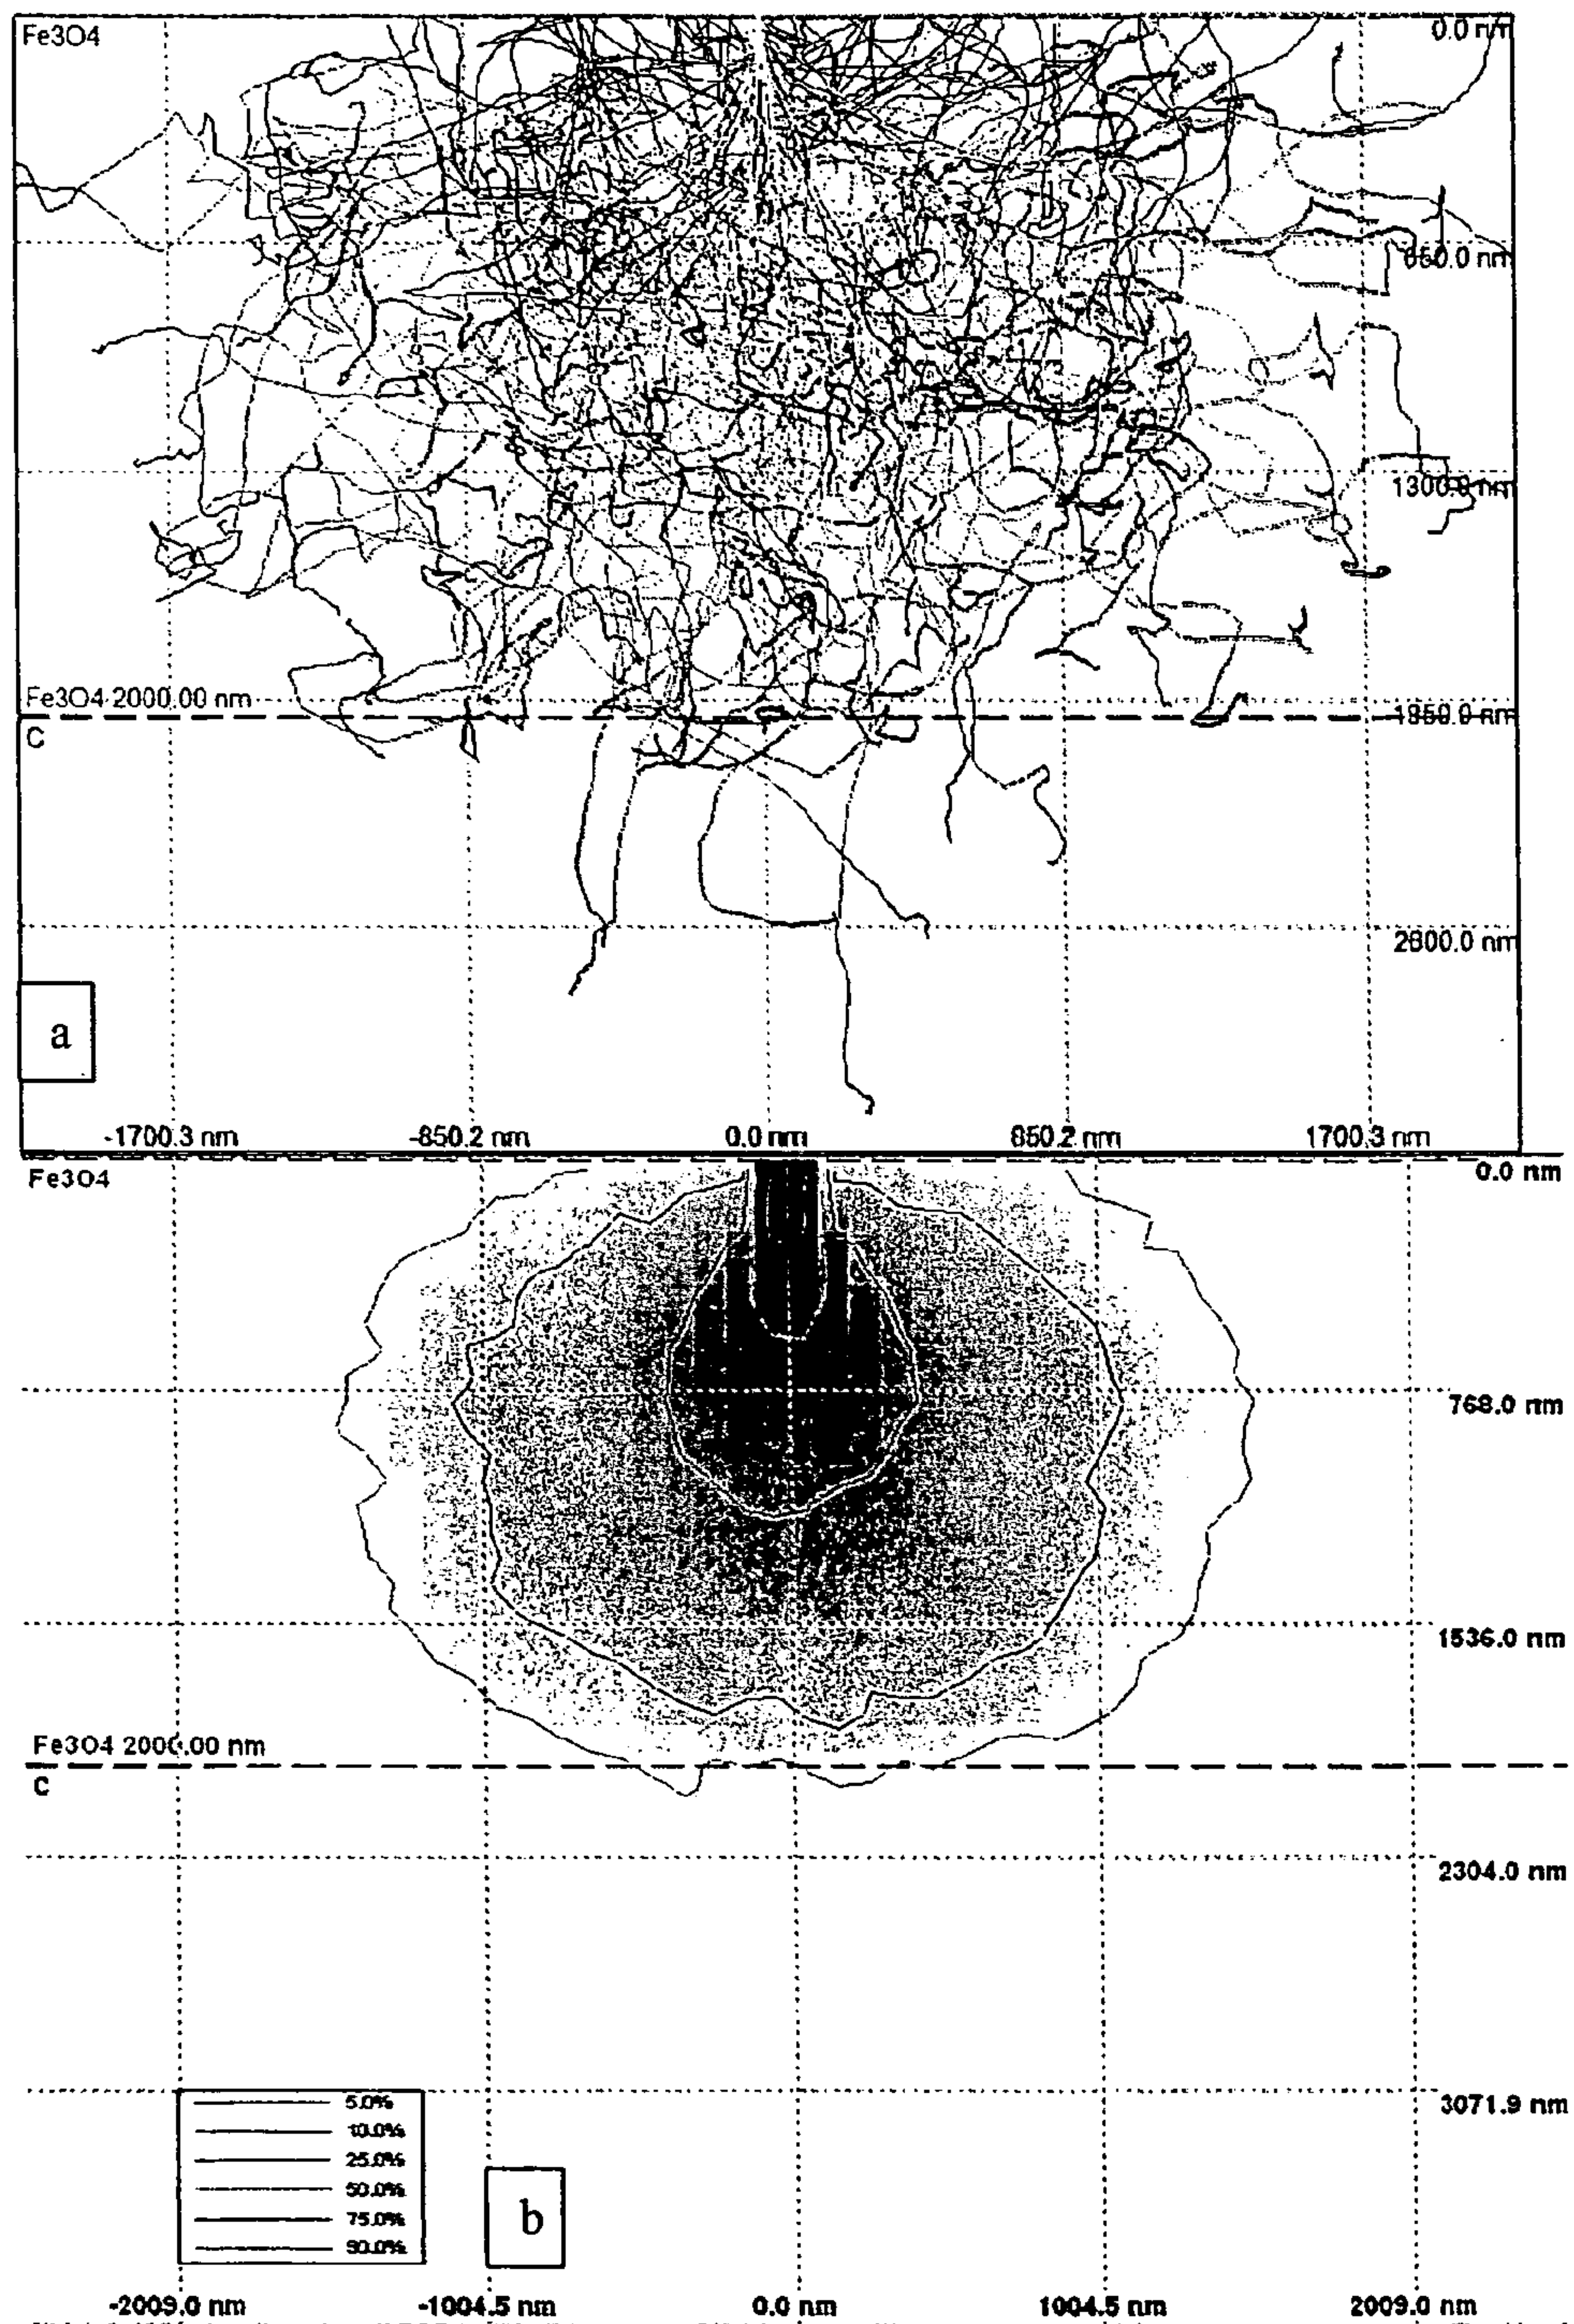 Fe3O4
0.0 nm
650.0 nm
1300.0 nm
Fe3O4 2000.00 nm
1950.0 nm
C
2600.0 nm
a
-1700.3 nm -850.2 nm 0.0 nm 850.2 nm 1700.3 nm
Fe3O4
0.0 nm
768.0 nm
1536.0 nm
Fe3O4 2000.00 nm
C
2304.0 nm
3071.9 nm
5.0%
10.0%
25.0%
50.0%
75.0%
90.0%
b
-2009.0 nm -1004.5 nm 0.0 nm 1004.5 nm 2009.0 nm